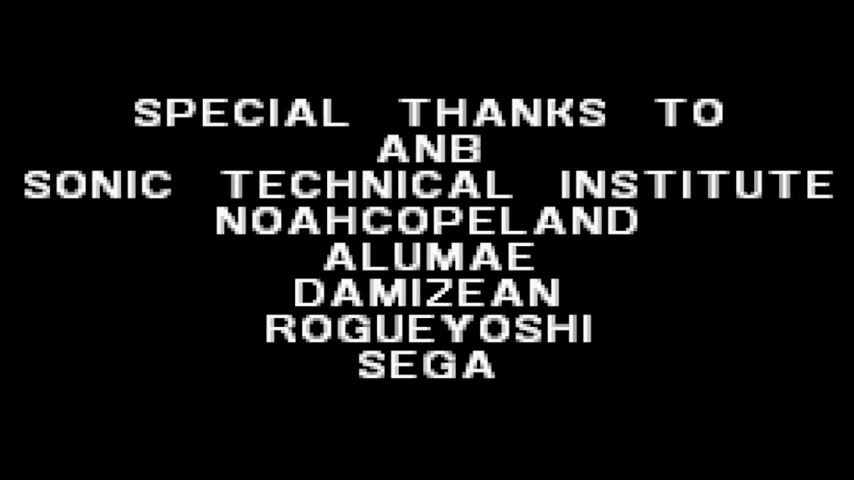 SPECIAL THANKS TO
ANB
SONIC TECHNICAL INSTITUTE
NOAHCOPELAND
ALUMAE
DAMIZEAN
ROGUEYOSHI
SEGA